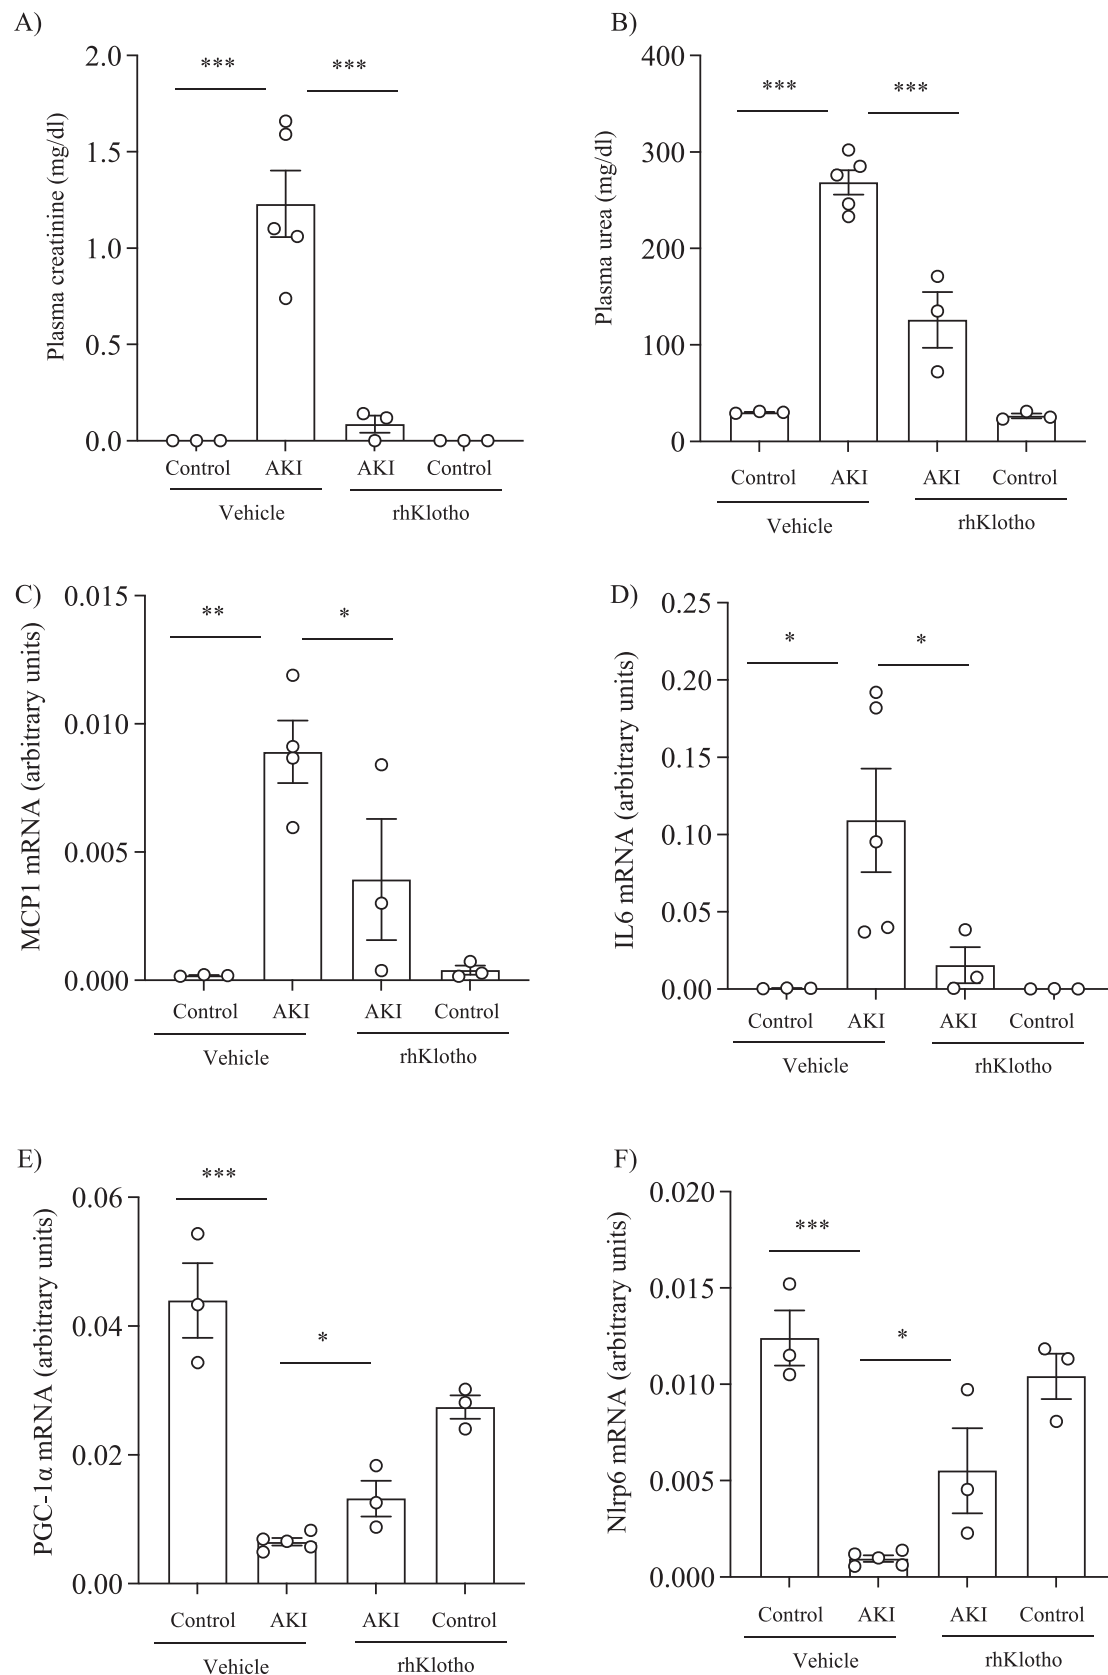 A)
Plasma creatinine (mg/dl)
2.0
1.5
1.0
0.5
0.0
*** ***
Control AKI AKI Control
Vehicle rhKlotho
B)
Plasma urea (mg/dl)
400
300
200
100
0
*** ***
Control AKI AKI Control
Vehicle rhKlotho
C)
MCP1 mRNA (arbitrary units)
0.015
0.010
0.005
0.000
** *
Control AKI AKI Control
Vehicle rhKlotho
D)
IL6 mRNA (arbitrary units)
0.25
0.20
0.15
0.10
0.05
0.00
* *
Control AKI AKI Control
Vehicle rhKlotho
E)
PGC-1α mRNA (arbitrary units)
0.06
0.04
0.02
0.00
***
*
Control AKI AKI Control
Vehicle rhKlotho
F)
Nlrp6 mRNA (arbitrary units)
0.020
0.015
0.010
0.005
0.000
***
*
Control AKI AKI Control
Vehicle rhKlotho